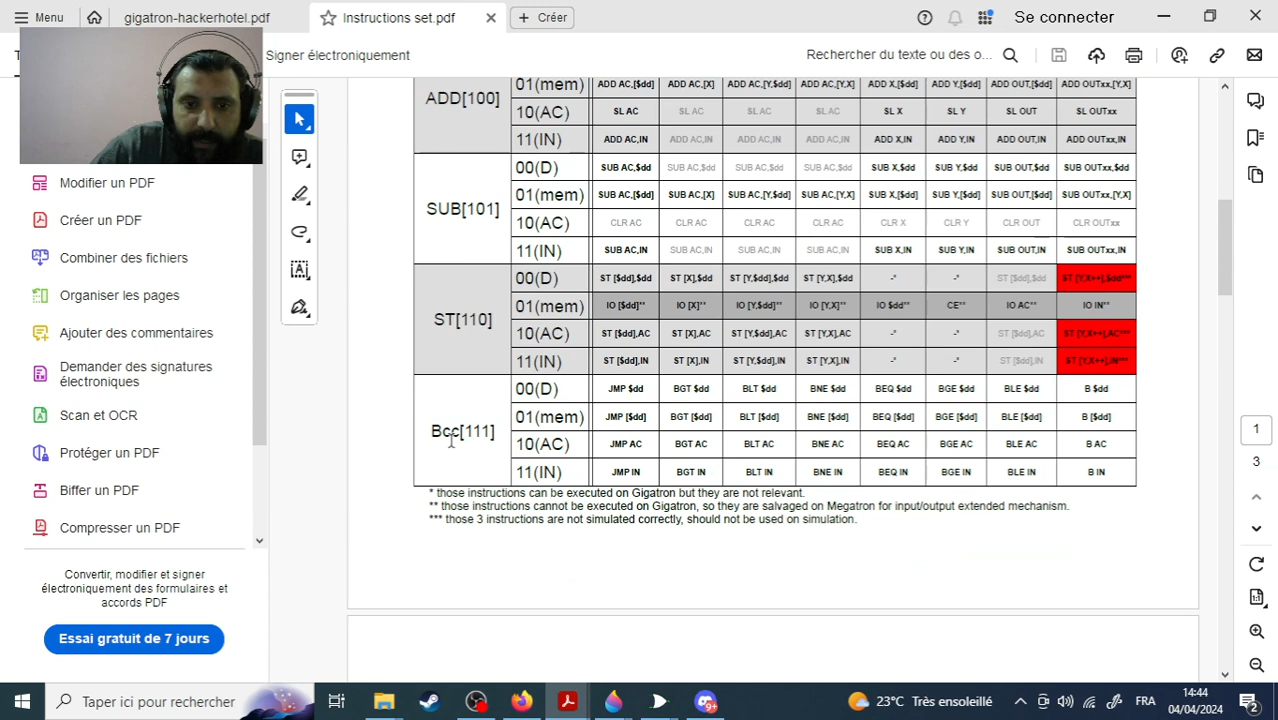 Menu gigatron-hackerhotel.pdf Instructions set.pdf Créer Se connecter
T Signer électroniquement Rechercher du texte ou des o...
Modifier un PDF
Créer un PDF
Combiner des fichiers
Organiser les pages
Ajouter des commentaires
Demander des signatures
électroniques
Scan et OCR
Protéger un PDF
Biffer un PDF
Compresser un PDF
Convertir, modifier et signer
électroniquement des formulaires et
accords PDF
Essai gratuit de 7 jours
ADD[100]
01(mem) ADD AC,[$dd] ADD AC,[X] ADD AC,[Y,$dd] ADD AC,[Y,X] ADD X,[$dd] ADD Y,[$dd] ADD OUT,[$dd] ADD OUTxx,[Y,X]
10(AC) SL AC SL AC SL AC SL AC SL X SL Y SL OUT SL OUTxx
11(IN) ADD AC,IN ADD AC,IN ADD AC,IN ADD AC,IN ADD X,IN ADD Y,IN ADD OUT,IN ADD OUTxx,IN
SUB[101]
00(D) SUB AC,$dd SUB AC,$dd SUB AC,$dd SUB AC,$dd SUB X,$dd SUB Y,$dd SUB OUT,$dd SUB OUTxx,$dd
01(mem) SUB AC,[$dd] SUB AC,[X] SUB AC,[Y,$dd] SUB AC,[Y,X] SUB X,[$dd] SUB Y,[$dd] SUB OUT,[$dd] SUB OUTxx,[Y,X]
10(AC) CLR AC CLR AC CLR AC CLR AC CLR X CLR Y CLR OUT CLR OUTxx
11(IN) SUB AC,IN SUB AC,IN SUB AC,IN SUB AC,IN SUB X,IN SUB Y,IN SUB OUT,IN SUB OUTxx,IN
ST[110]
00(D) ST [$dd],$dd ST [X],$dd ST [Y,$dd],$dd ST [Y,X],$dd -* -* ST [$dd],$dd ST [Y,X++],$dd***
01(mem) IO [$dd]** IO [X]** IO [Y,$dd]** IO [Y,X]** IO $dd** CE** IO AC** IO IN**
10(AC) ST [$dd],AC ST [X],AC ST [Y,$dd],AC ST [Y,X],AC -* -* ST [$dd],AC ST [Y,X++],AC***
11(IN) ST [$dd],IN ST [X],IN ST [Y,$dd],IN ST [Y,X],IN -* -* ST [$dd],IN ST [Y,X++],IN***
Bcc[111]
00(D) JMP $dd BGT $dd BLT $dd BNE $dd BEQ $dd BGE $dd BLE $dd B $dd
01(mem) JMP [$dd] BGT [$dd] BLT [$dd] BNE [$dd] BEQ [$dd] BGE [$dd] BLE [$dd] B [$dd]
10(AC) JMP AC BGT AC BLT AC BNE AC BEQ AC BGE AC BLE AC B AC
11(IN) JMP IN BGT IN BLT IN BNE IN BEQ IN BGE IN BLE IN B IN
* those instructions can be executed on Gigatron but they are not relevant.
** those instructions cannot be executed on Gigatron, so they are salvaged on Megatron for input/output extended mechanism.
*** those 3 instructions are not simulated correctly, should not be used on simulation.
1
3
Taper ici pour rechercher 9+ 23°C Très ensoleillé FRA 14:44
04/04/2024 2